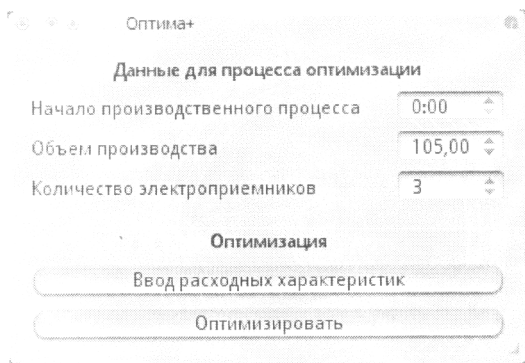 Оптима+
Данные для процесса оптимизации
Начало производственного процесса 0:00
Объем производства 105,00
Количество электроприемников 3
Оптимизация
Ввод расходных характеристик
Оптимизировать